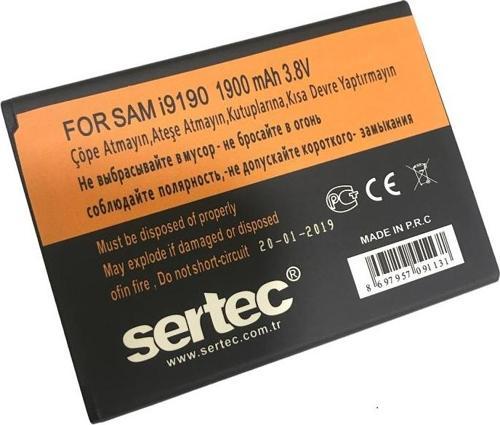 FOR SAM i9190 1900 mAh 3.8V
Çöpe Atmayın,Ateşe Atmayın,Kutuplarına,Kısa Devre Yaptırmayın
Не выбрасывайте в мусор - не бросайте в огонь
соблюдайте полярность,-не допускайте короткого- замыкания
Must be disposed of properly
May explode if damaged or disposed
ofin fire , Do not short-circuit
20-01-2019
PCT CE
MADE IN P.R.C
8 697957 091131
sertec®
www.sertec.com.tr